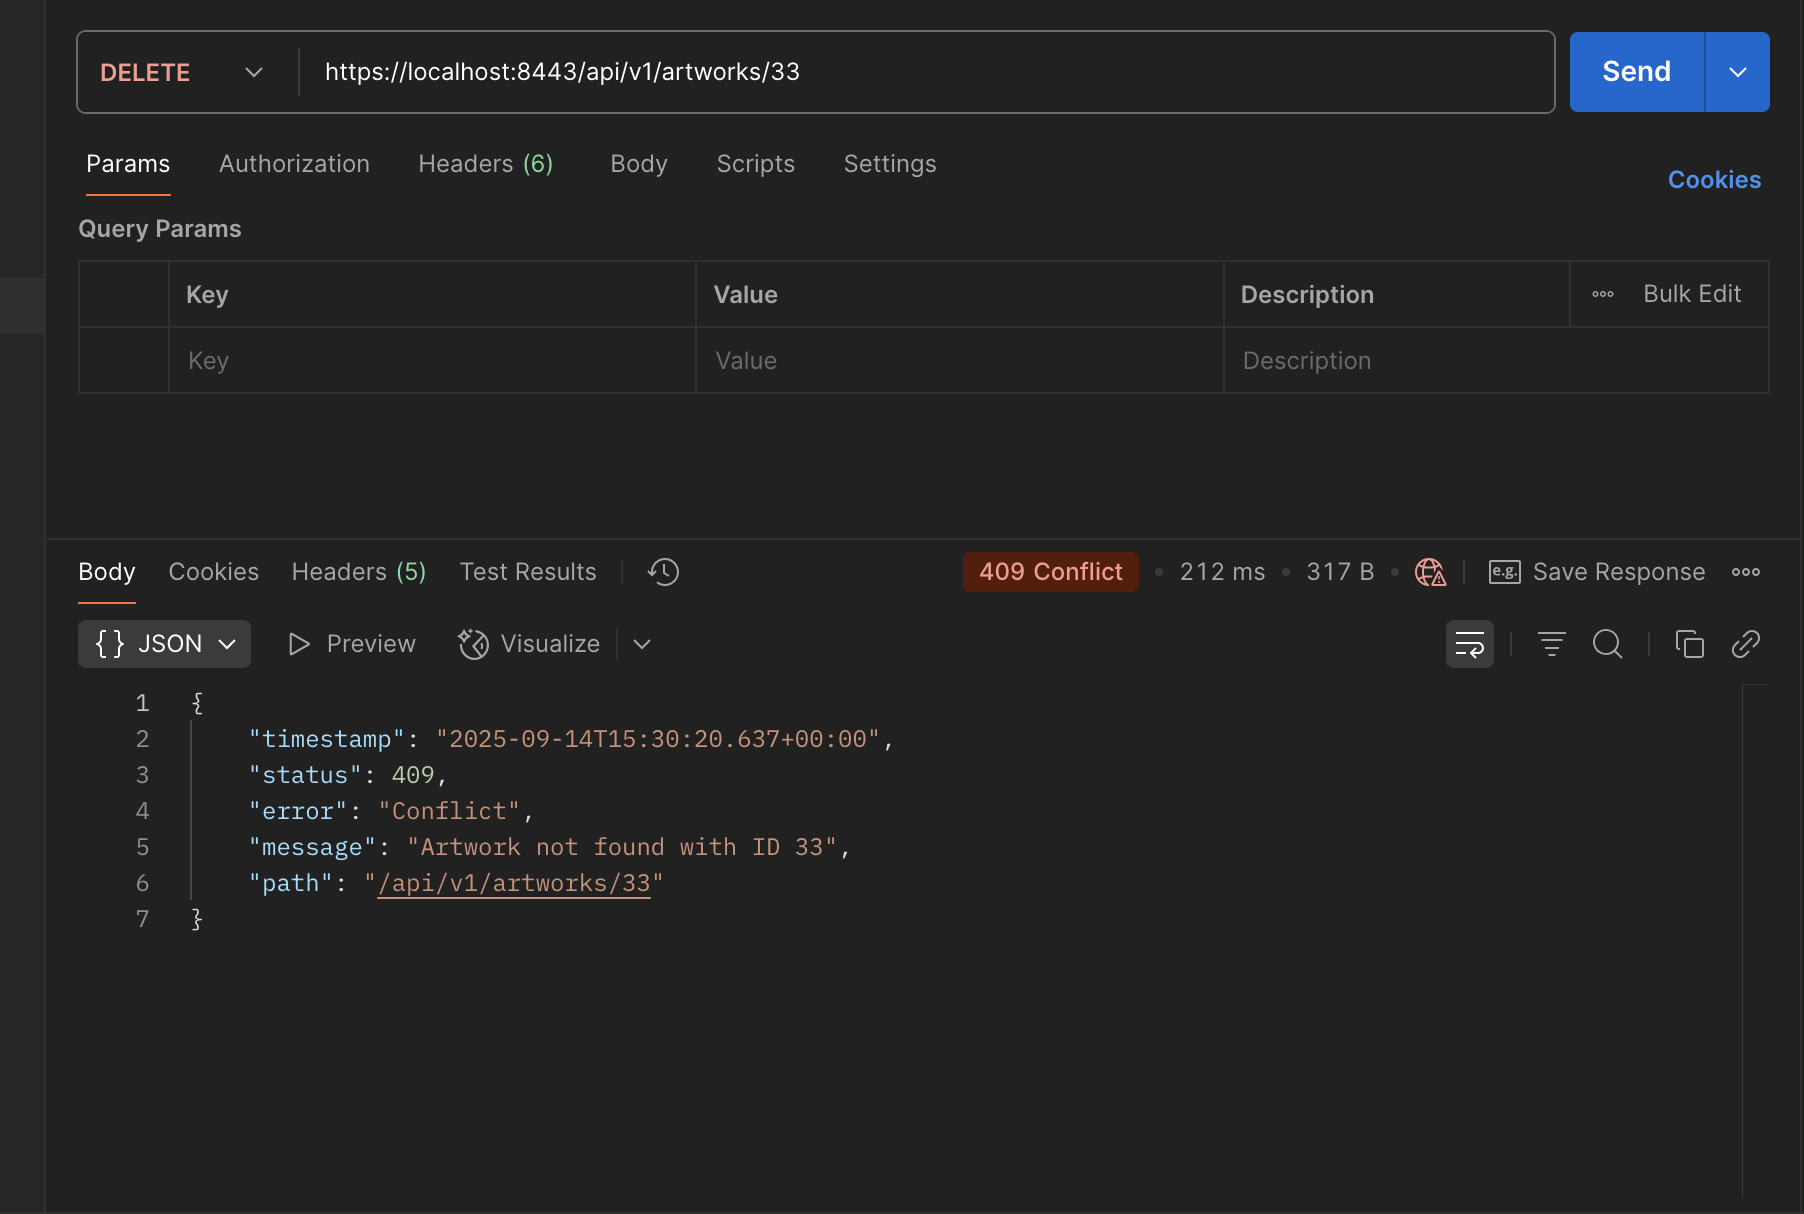 DELETE https://localhost:8443/api/v1/artworks/33 Send
Params Authorization Headers (6) Body Scripts Settings Cookies
Query Params
Key Value Description Bulk Edit
Key Value Description
Body Cookies Headers (5) Test Results 409 Conflict • 212 ms • 317 B • e.g. Save Response
{} JSON Preview Visualize
1 {
2 "timestamp": "2025-09-14T15:30:20.637+00:00",
3 "status": 409,
4 "error": "Conflict",
5 "message": "Artwork not found with ID 33",
6 "path": "/api/v1/artworks/33"
7 }